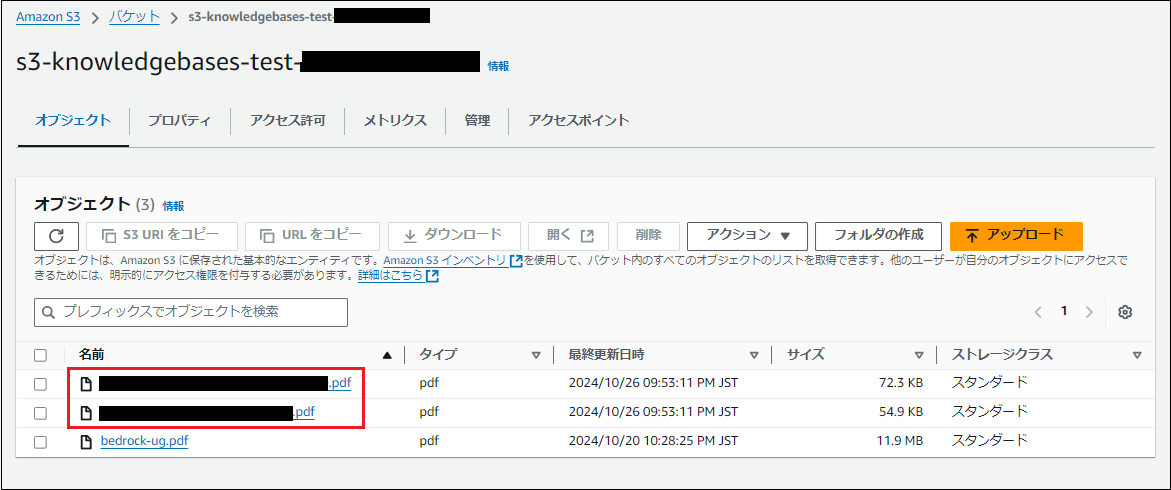 Amazon S3 > バケット > s3-knowledgebases-test-
s3-knowledgebases-test- 情報
オブジェクト プロパティ アクセス許可 メトリクス 管理 アクセスポイント
オブジェクト (3) 情報
S3 URI をコピー URL をコピー ダウンロード 開く 削除 アクション フォルダの作成 アップロード
オブジェクトは、Amazon S3 に保存された基本的なエンティティです。Amazon S3 インベントリ を使用して、バケット内のすべてのオブジェクトのリストを取得できます。他のユーザーが自分のオブジェクトにアクセスで
きるためには、明示的にアクセス権限を付与する必要があります。詳細はこちら
プレフィックスでオブジェクトを検索 1
名前 タイプ 最終更新日時 サイズ ストレージクラス
.pdf pdf 2024/10/26 09:53:11 PM JST 72.3 KB スタンダード
.pdf pdf 2024/10/26 09:53:11 PM JST 54.9 KB スタンダード
bedrock-ug.pdf pdf 2024/10/20 10:28:25 PM JST 11.9 MB スタンダード